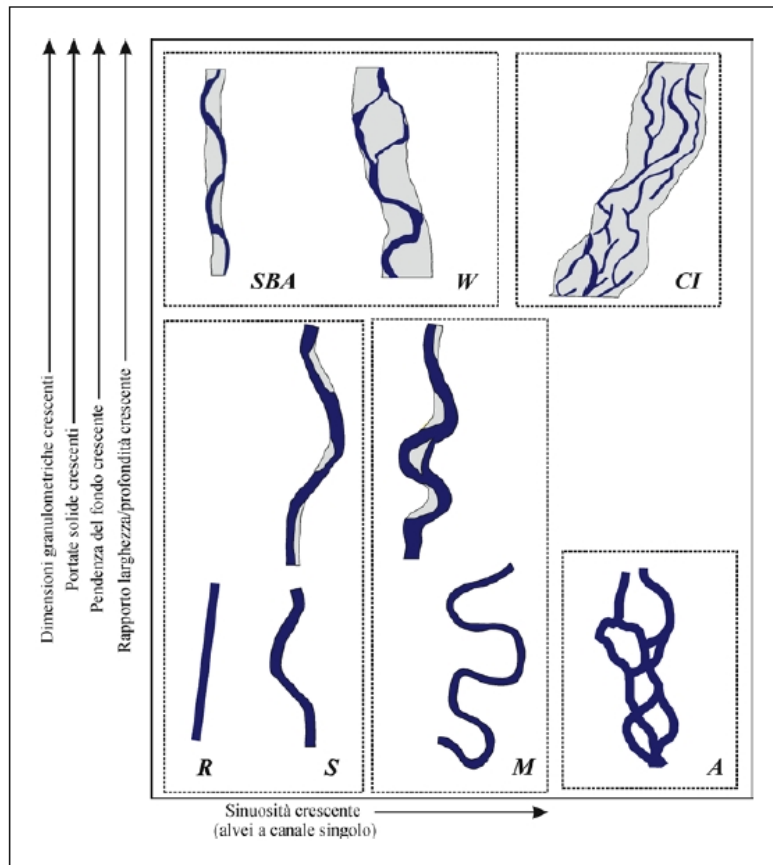 Dimensioni granulometriche crescenti
Portate solide crescenti
Pendenza del fondo crescente
Rapporto larghezza/profondità crescente
SBA
W
CI
R
S
M
A
Sinuosità crescente
(alvei a canale singolo)